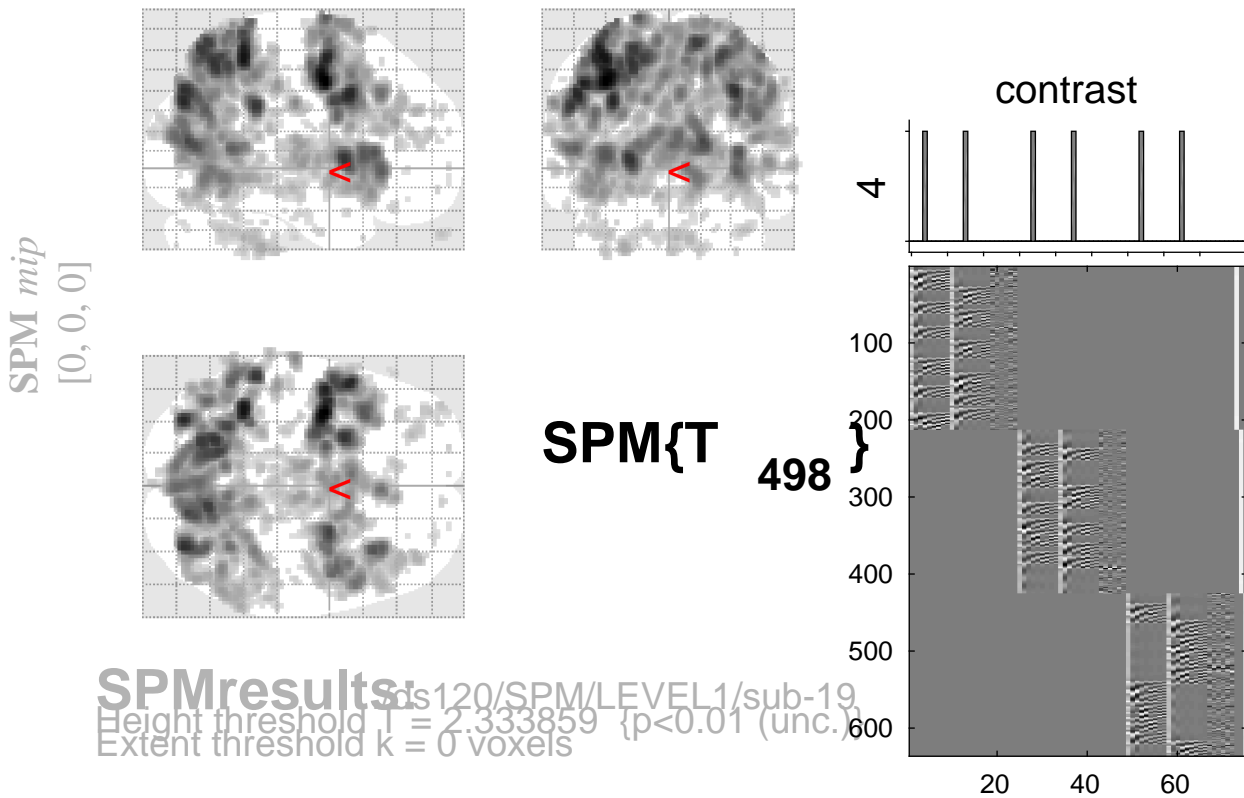 contrast
4
SPM mip
[0, 0, 0]
<
<
<
SPM{T498}
100
200
300
400
500
600
20 40 60
SPMresults: /ds120/SPM/LEVEL1/sub-19
Height threshold T = 2.333859 {p<0.01 (unc.)}
Extent threshold k = 0 voxels